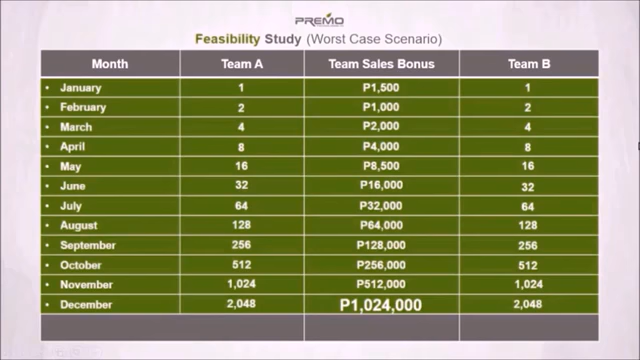 PREMO
Feasibility Study (Worst Case Scenario)
Month Team A Team Sales Bonus Team B
• January 1 P1,500 1
• February 2 P1,000 2
• March 4 P2,000 4
• April 8 P4,000 8
• May 16 P8,500 16
• June 32 P16,000 32
• July 64 P32,000 64
• August 128 P64,000 128
• September 256 P128,000 256
• October 512 P256,000 512
• November 1,024 P512,000 1,024
• December 2,048 P1,024,000 2,048